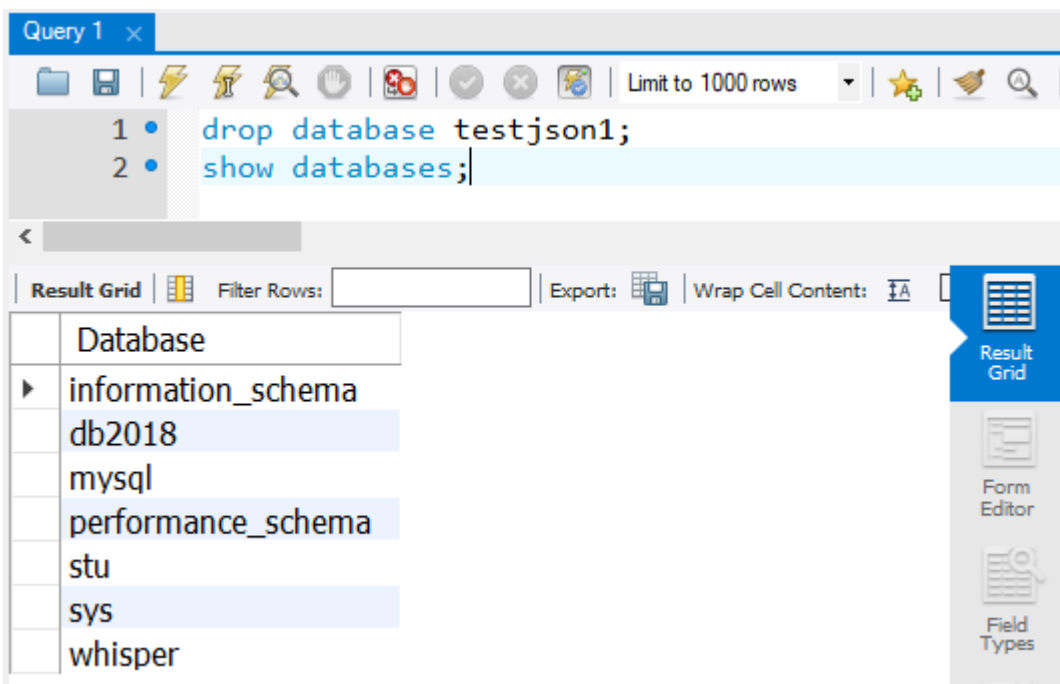 Query 1
Limit to 1000 rows
1 drop database testjson1;
2 show databases;
Result Grid Filter Rows: Export: Wrap Cell Content:
Database
information_schema
db2018
mysql
performance_schema
stu
sys
whisper
Result
Grid
Form
Editor
Field
Types